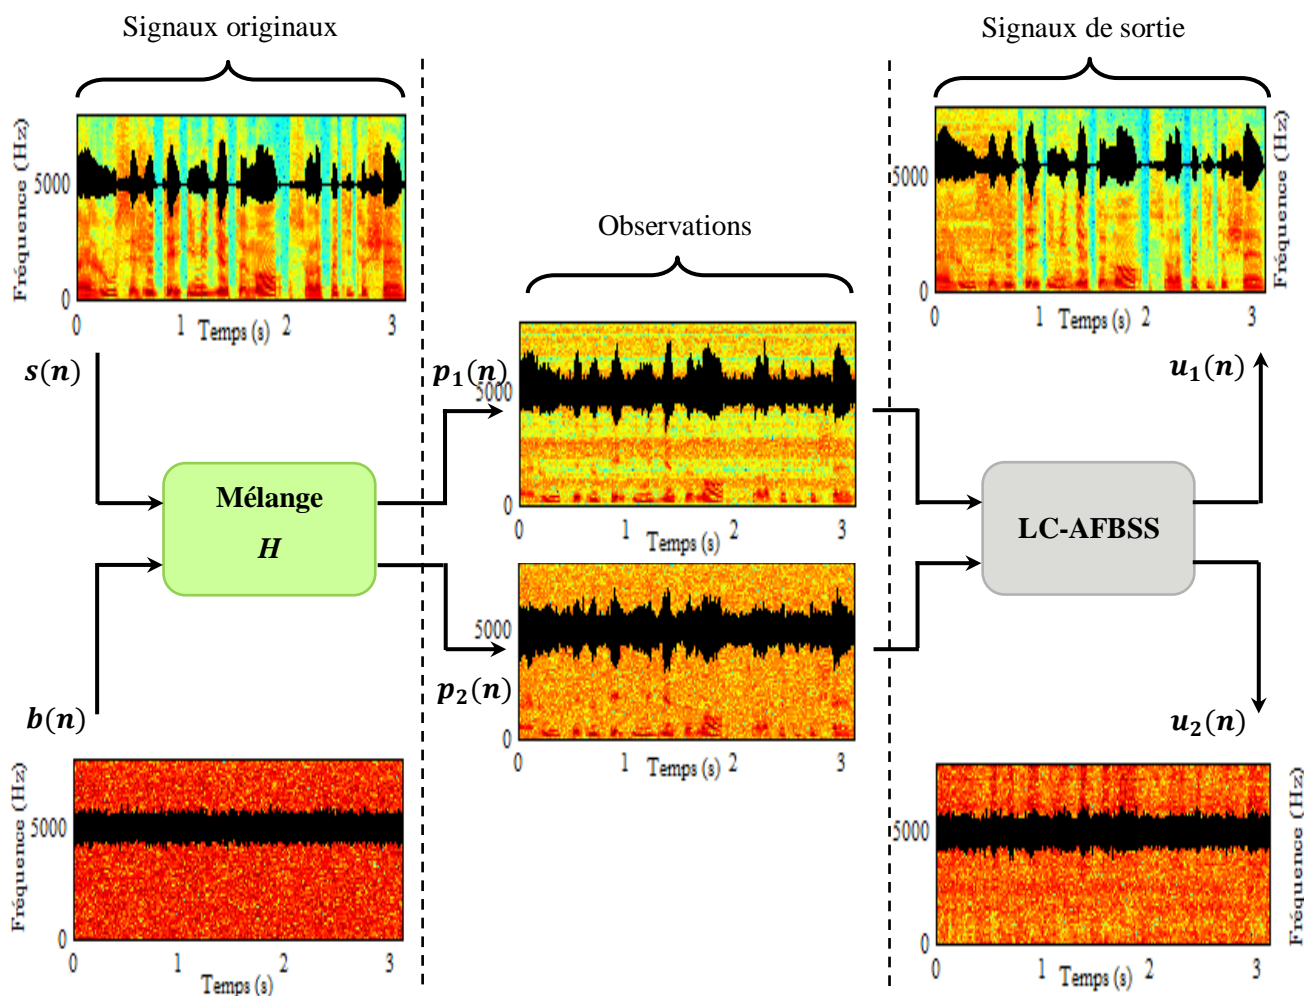 Signaux originaux
Signaux de sortie
Observations
Fréquence (Hz)
5000
0
0 1 2 3
Temps (s)
s(n)
Mélange
H
b(n)
Fréquence (Hz)
5000
0
0 1 2 3
Temps (s)
p₁(n)
5000
0
0 1 2 3
Temps (s)
p₂(n)
5000
0
0 1 2 3
Temps (s)
Fréquence (Hz)
5000
0
0 1 2 3
Temps (s)
u₁(n)
LC-AFBSS
u₂(n)
Fréquence (Hz)
5000
0
0 1 2 3
Temps (s)